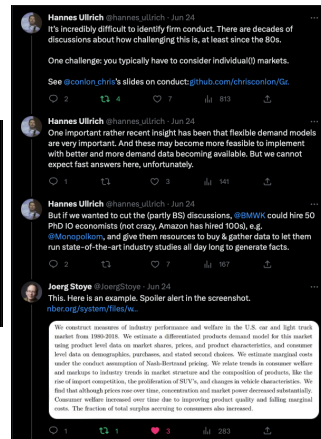 Hannes Ullrich @hannes_ullrich · Jun 24
It's incredibly difficult to identify firm conduct. There are decades of
discussions about how challenging this is, at least since the 80s.
One challenge: you typically have to consider individual(!) markets.
See @conlon_chris's slides on conduct:github.com/chrisconlon/Gr.
2 4 7 813
Hannes Ullrich @hannes_ullrich · Jun 24
One important rather recent insight has been that flexible demand models
are very important. And these may become more feasible to implement
with better and more demand data becoming available. But we cannot
expect fast answers here, unfortunately.
1 3 141
Hannes Ullrich @hannes_ullrich · Jun 24
But if we wanted to cut the (partly BS) discussions, @BMWK could hire 50
PhD IO economists (not crazy, Amazon has hired 100s), e.g.
@Monopolkom, and give them resources to buy & gather data to let them
run state-of-the-art industry studies all day long to generate facts.
2 7 167
Joerg Stoye @JoergStoye · Jun 24
This. Here is an example. Spoiler alert in the screenshot.
nber.org/system/files/w..
We construct measures of industry performance and welfare in the U.S. car and light truck
market from 1980-2018. We estimate a differentiated products demand model for this market
using product level data on market shares, prices, and product characteristics, and consumer
level data on demographics, purchases, and stated second choices. We estimate marginal costs
under the conduct assumption of Nash-Bertrand pricing. We relate trends in consumer welfare
and markups to industry trends in market structure and the composition of products, like the
rise of import competition, the proliferation of SUV's, and changes in vehicle characteristics. We
find that although prices rose over time, concentration and market power decreased substantially.
Consumer welfare increased over time due to improving product quality and falling marginal
costs. The fraction of total surplus accruing to consumers also increased.
1 1 3 283